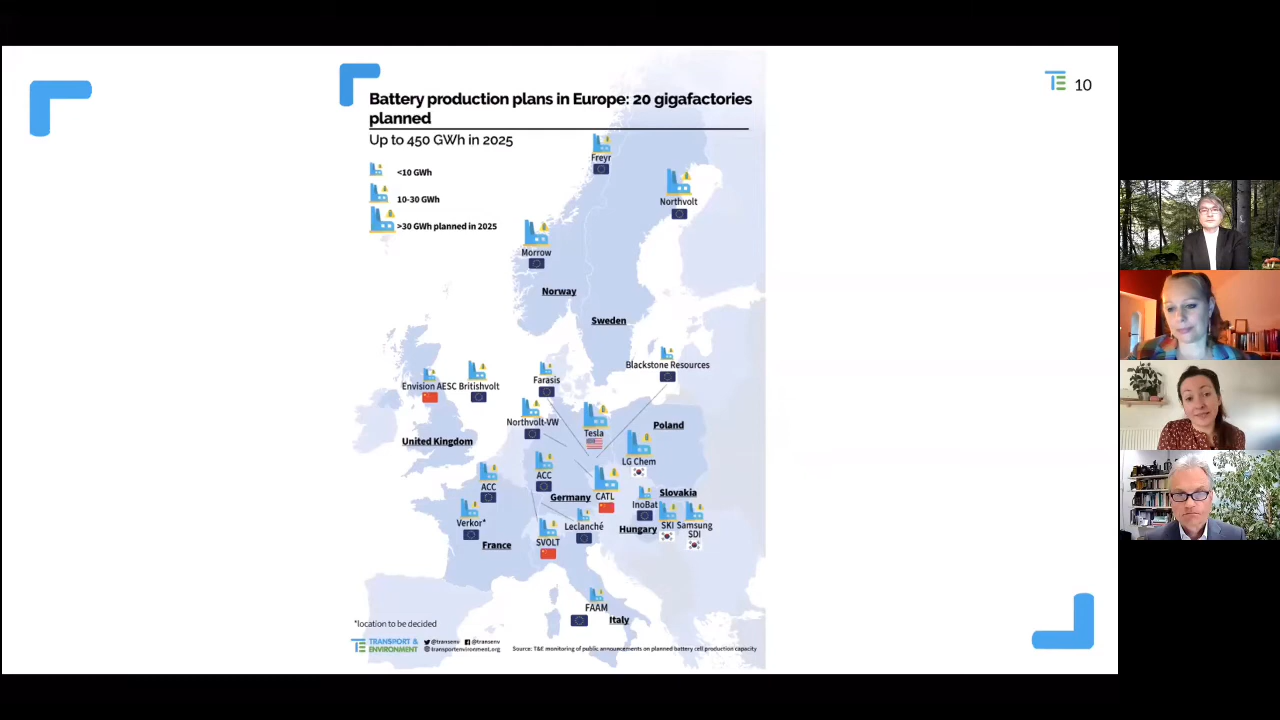 10
Battery production plans in Europe: 20 gigafactories
planned
Up to 450 GWh in 2025
<10 GWh
10-30 GWh
>30 GWh planned in 2025
Freyr
Northvolt
Morrow
Norway
Sweden
Blackstone Resources
Envision AESC
Britishvolt
Farasis
Northvolt-VW
Tesla
Poland
United Kingdom
LG Chem
ACC
ACC
Germany
CATL
Slovakia
InoBat
Verkor*
France
SVOLT
Leclanché
Hungary
SKI
Samsung
SDI
FAAM
Italy
*location to be decided
TRANSPORT &
ENVIRONMENT
@transenv
@transenv
transportenvironment.org
Source: T&E monitoring of public announcements on planned battery cell production capacity